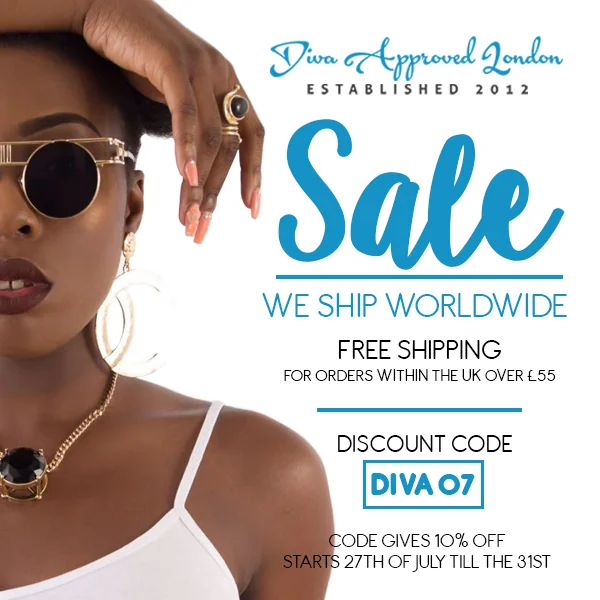 Diva Approved London
ESTABLISHED 2012
Sale
WE SHIP WORLDWIDE
FREE SHIPPING
FOR ORDERS WITHIN THE UK OVER £55
DISCOUNT CODE
DIVA 07
CODE GIVES 10% OFF
STARTS 27TH OF JULY TILL THE 31ST